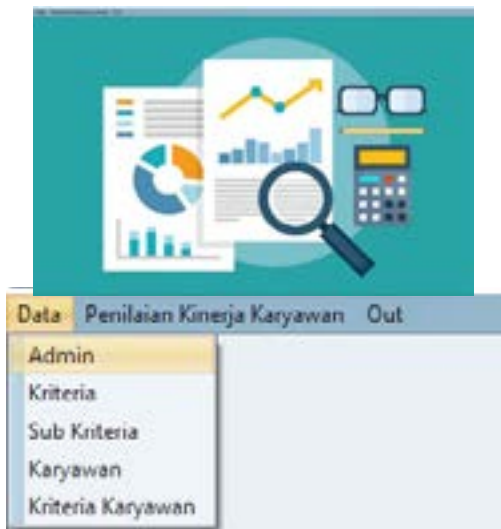 Data Penilaian Kinerja Karyawan Out
Admin
Kriteria
Sub Kriteria
Karyawan
Kriteria Karyawan